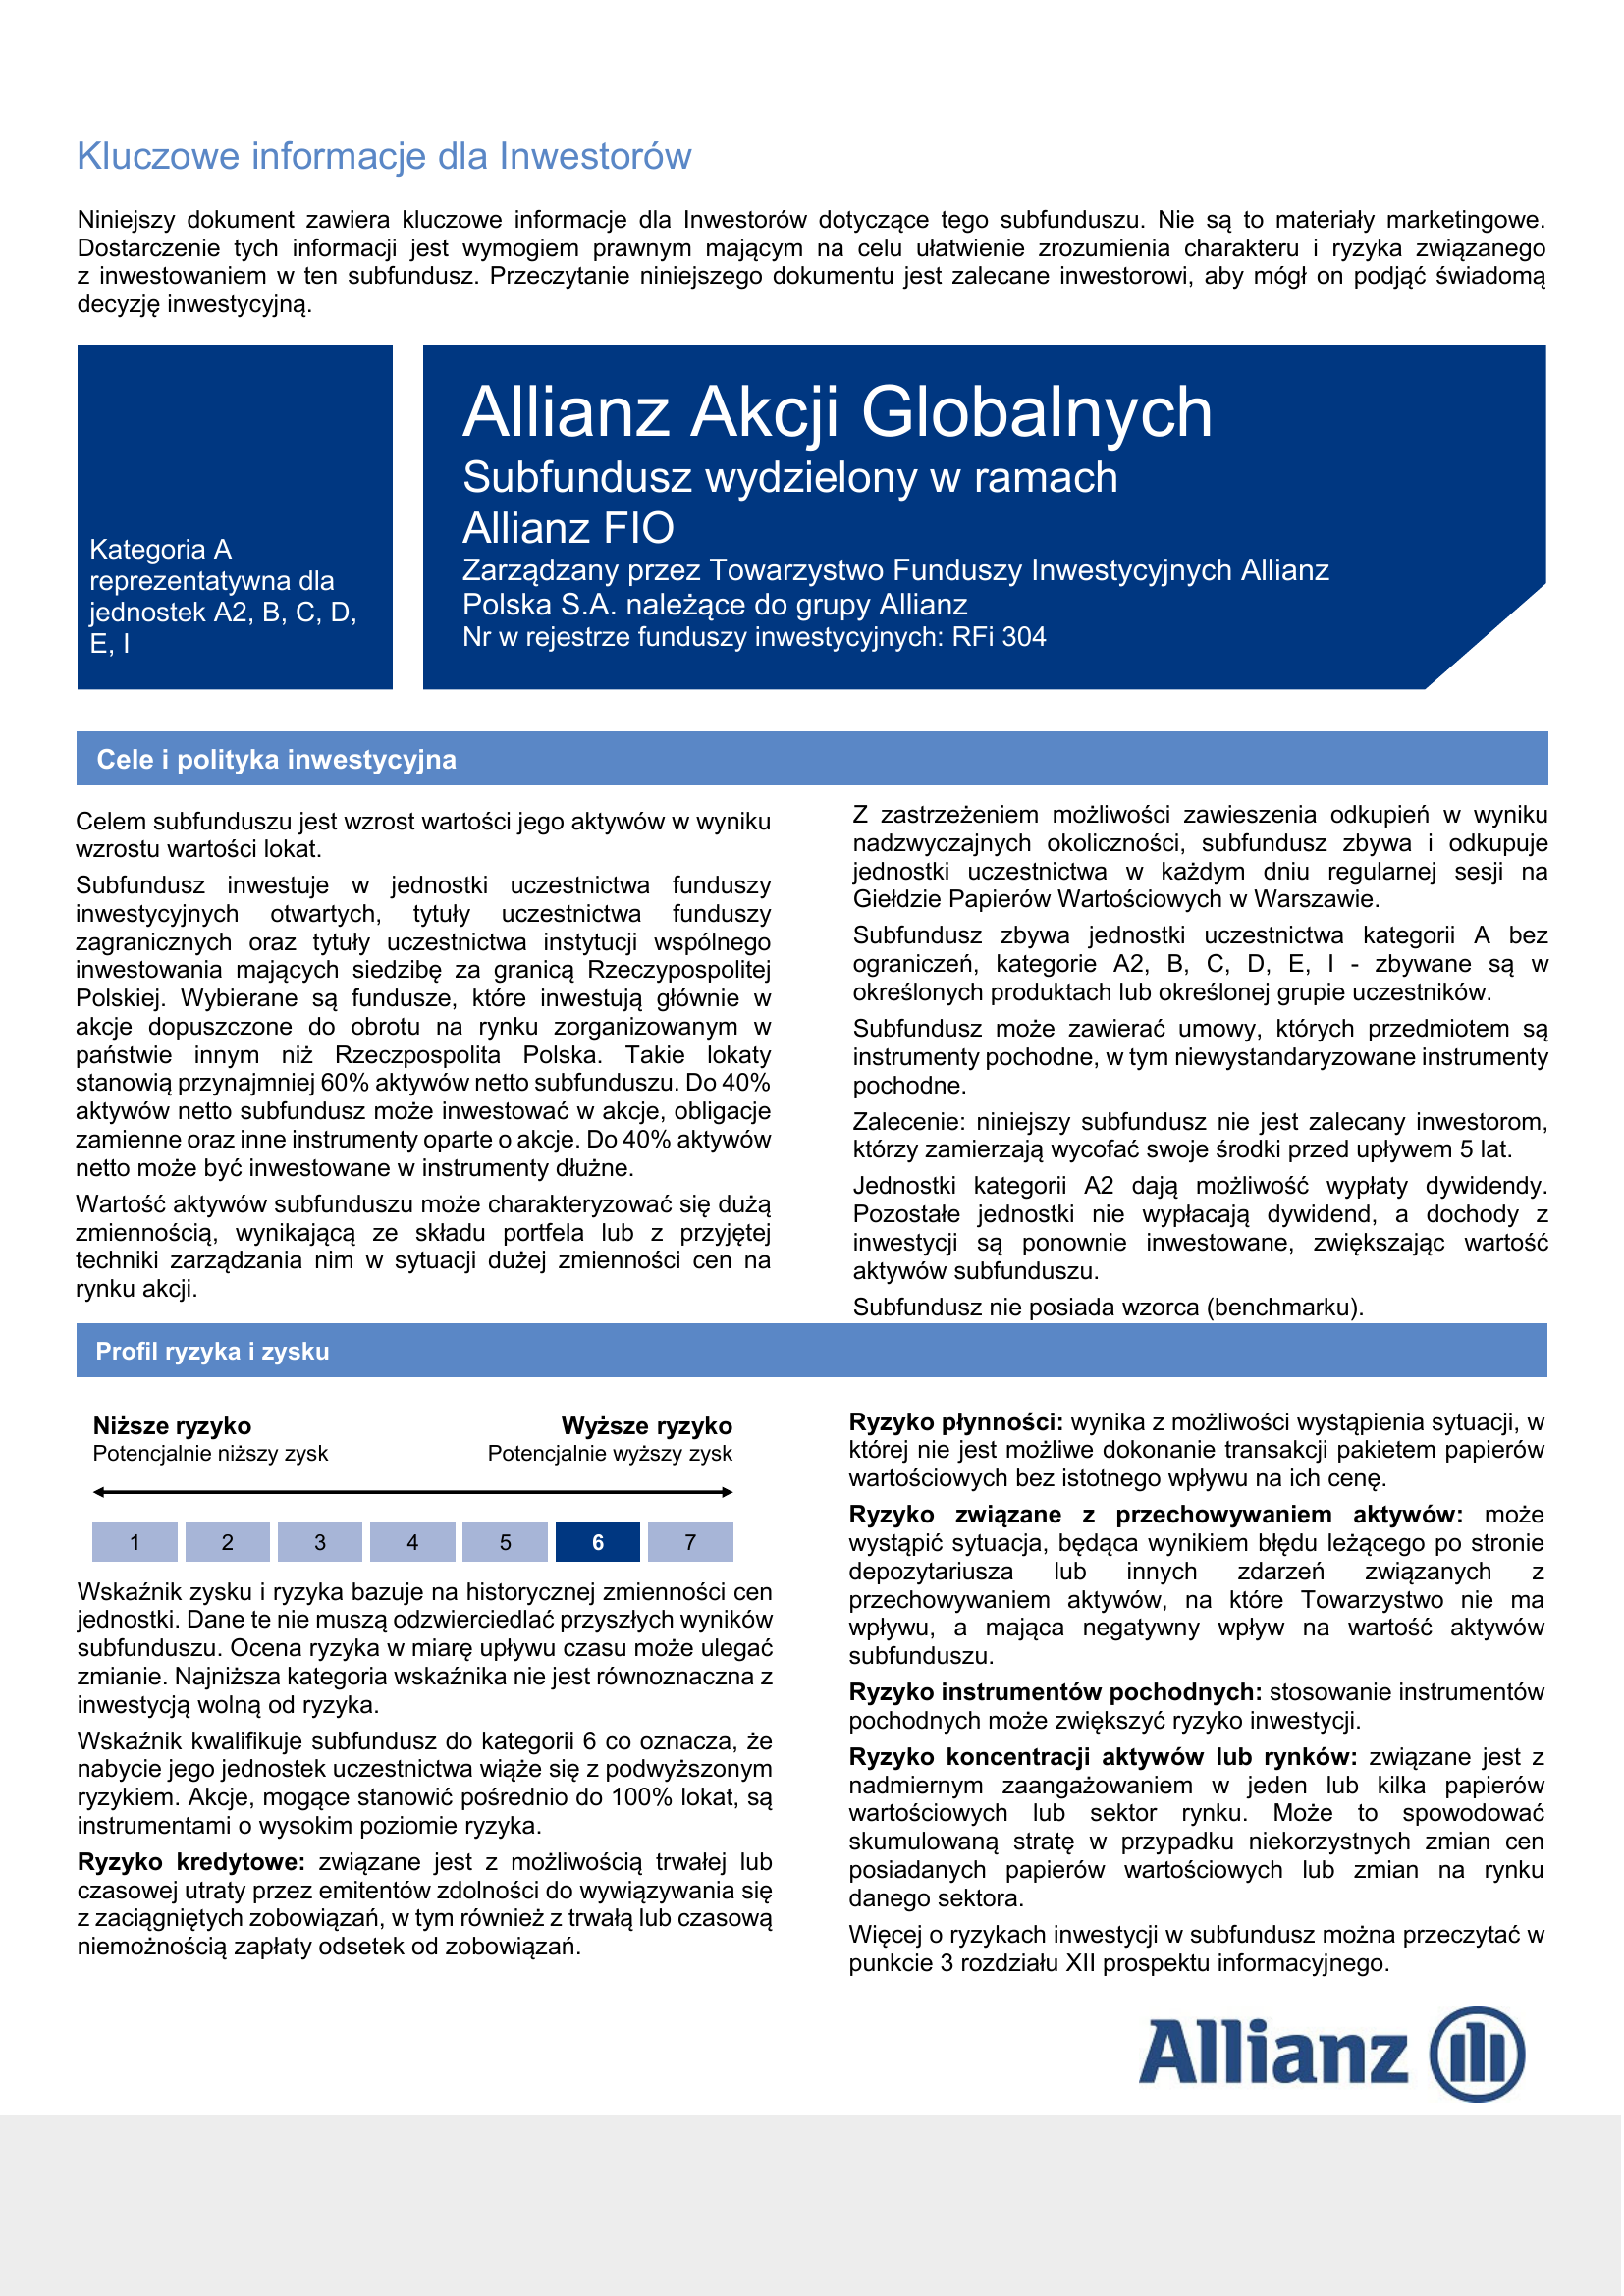 Kluczowe informacje dla Inwestorów
Niniejszy dokument zawiera kluczowe informacje dla Inwestorów dotyczące tego subfunduszu. Nie są to materiały marketingowe.
Dostarczenie tych informacji jest wymogiem prawnym mającym na celu ułatwienie zrozumienia charakteru i ryzyka związanego
z inwestowaniem w ten subfundusz. Przeczytanie niniejszego dokumentu jest zalecane inwestorowi, aby mógł on podjąć świadomą
decyzję inwestycyjną.
Kategoria A
reprezentatywna dla
jednostek A2, B, C, D,
E, I
Allianz Akcji Globalnych
Subfundusz wydzielony w ramach
Allianz FIO
Zarządzany przez Towarzystwo Funduszy Inwestycyjnych Allianz
Polska S.A. należące do grupy Allianz
Nr w rejestrze funduszy inwestycyjnych: RFi 304
Cele i polityka inwestycyjna
Celem subfunduszu jest wzrost wartości jego aktywów w wyniku
wzrostu wartości lokat.
Subfundusz inwestuje w jednostki uczestnictwa funduszy
inwestycyjnych otwartych, tytuły uczestnictwa funduszy
zagranicznych oraz tytuły uczestnictwa instytucji wspólnego
inwestowania mających siedzibę za granicą Rzeczypospolitej
Polskiej. Wybierane są fundusze, które inwestują głównie w
akcje dopuszczone do obrotu na rynku zorganizowanym w
państwie innym niż Rzeczpospolita Polska. Takie lokaty
stanowią przynajmniej 60% aktywów netto subfunduszu. Do 40%
aktywów netto subfundusz może inwestować w akcje, obligacje
zamienne oraz inne instrumenty oparte o akcje. Do 40% aktywów
netto może być inwestowane w instrumenty dłużne.
Wartość aktywów subfunduszu może charakteryzować się dużą
zmiennością, wynikającą ze składu portfela lub z przyjętej
techniki zarządzania nim w sytuacji dużej zmienności cen na
rynku akcji.
Z zastrzeżeniem możliwości zawieszenia odkupień w wyniku
nadzwyczajnych okoliczności, subfundusz zbywa i odkupuje
jednostki uczestnictwa w każdym dniu regularnej sesji na
Giełdzie Papierów Wartościowych w Warszawie.
Subfundusz zbywa jednostki uczestnictwa kategorii A bez
ograniczeń, kategorie A2, B, C, D, E, I - zbywane są w
określonych produktach lub określonej grupie uczestników.
Subfundusz może zawierać umowy, których przedmiotem są
instrumenty pochodne, w tym niewystandaryzowane instrumenty
pochodne.
Zalecenie: niniejszy subfundusz nie jest zalecany inwestorom,
którzy zamierzają wycofać swoje środki przed upływem 5 lat.
Jednostki kategorii A2 dają możliwość wypłaty dywidendy.
Pozostałe jednostki nie wypłacają dywidend, a dochody z
inwestycji są ponownie inwestowane, zwiększając wartość
aktywów subfunduszu.
Subfundusz nie posiada wzorca (benchmarku).
Profil ryzyka i zysku
Niższe ryzyko Wyższe ryzyko
Potencjalnie niższy zysk Potencjalnie wyższy zysk
1 2 3 4 5 6 7
Wskaźnik zysku i ryzyka bazuje na historycznej zmienności cen
jednostki. Dane te nie muszą odzwierciedlać przyszłych wyników
subfunduszu. Ocena ryzyka w miarę upływu czasu może ulegać
zmianie. Najniższa kategoria wskaźnika nie jest równoznaczna z
inwestycją wolną od ryzyka.
Wskaźnik kwalifikuje subfundusz do kategorii 6 co oznacza, że
nabycie jego jednostek uczestnictwa wiąże się z podwyższonym
ryzykiem. Akcje, mogące stanowić pośrednio do 100% lokat, są
instrumentami o wysokim poziomie ryzyka.
Ryzyko kredytowe: związane jest z możliwością trwałej lub
czasowej utraty przez emitentów zdolności do wywiązywania się
z zaciągniętych zobowiązań, w tym również z trwałą lub czasową
niemożnością zapłaty odsetek od zobowiązań.
Ryzyko płynności: wynika z możliwości wystąpienia sytuacji, w
której nie jest możliwe dokonanie transakcji pakietem papierów
wartościowych bez istotnego wpływu na ich cenę.
Ryzyko związane z przechowywaniem aktywów: może
wystąpić sytuacja, będąca wynikiem błędu leżącego po stronie
depozytariusza lub innych zdarzeń związanych z
przechowywaniem aktywów, na które Towarzystwo nie ma
wpływu, a mająca negatywny wpływ na wartość aktywów
subfunduszu.
Ryzyko instrumentów pochodnych: stosowanie instrumentów
pochodnych może zwiększyć ryzyko inwestycji.
Ryzyko koncentracji aktywów lub rynków: związane jest z
nadmiernym zaangażowaniem w jeden lub kilka papierów
wartościowych lub sektor rynku. Może to spowodować
skumulowaną stratę w przypadku niekorzystnych zmian cen
posiadanych papierów wartościowych lub zmian na rynku
danego sektora.
Więcej o ryzykach inwestycji w subfundusz można przeczytać w
punkcie 3 rozdziału XII prospektu informacyjnego.
Allianz